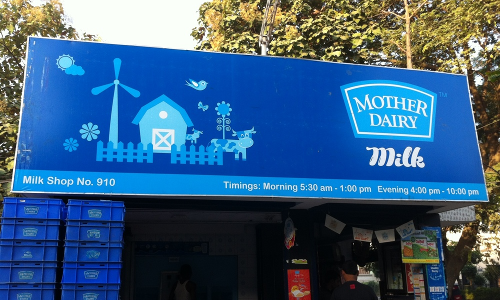 MOTHER
DAIRY
TM
Milk
Milk Shop No. 910
Timings: Morning 5:30 am - 1:00 pm Evening 4:00 pm - 10:00 pm